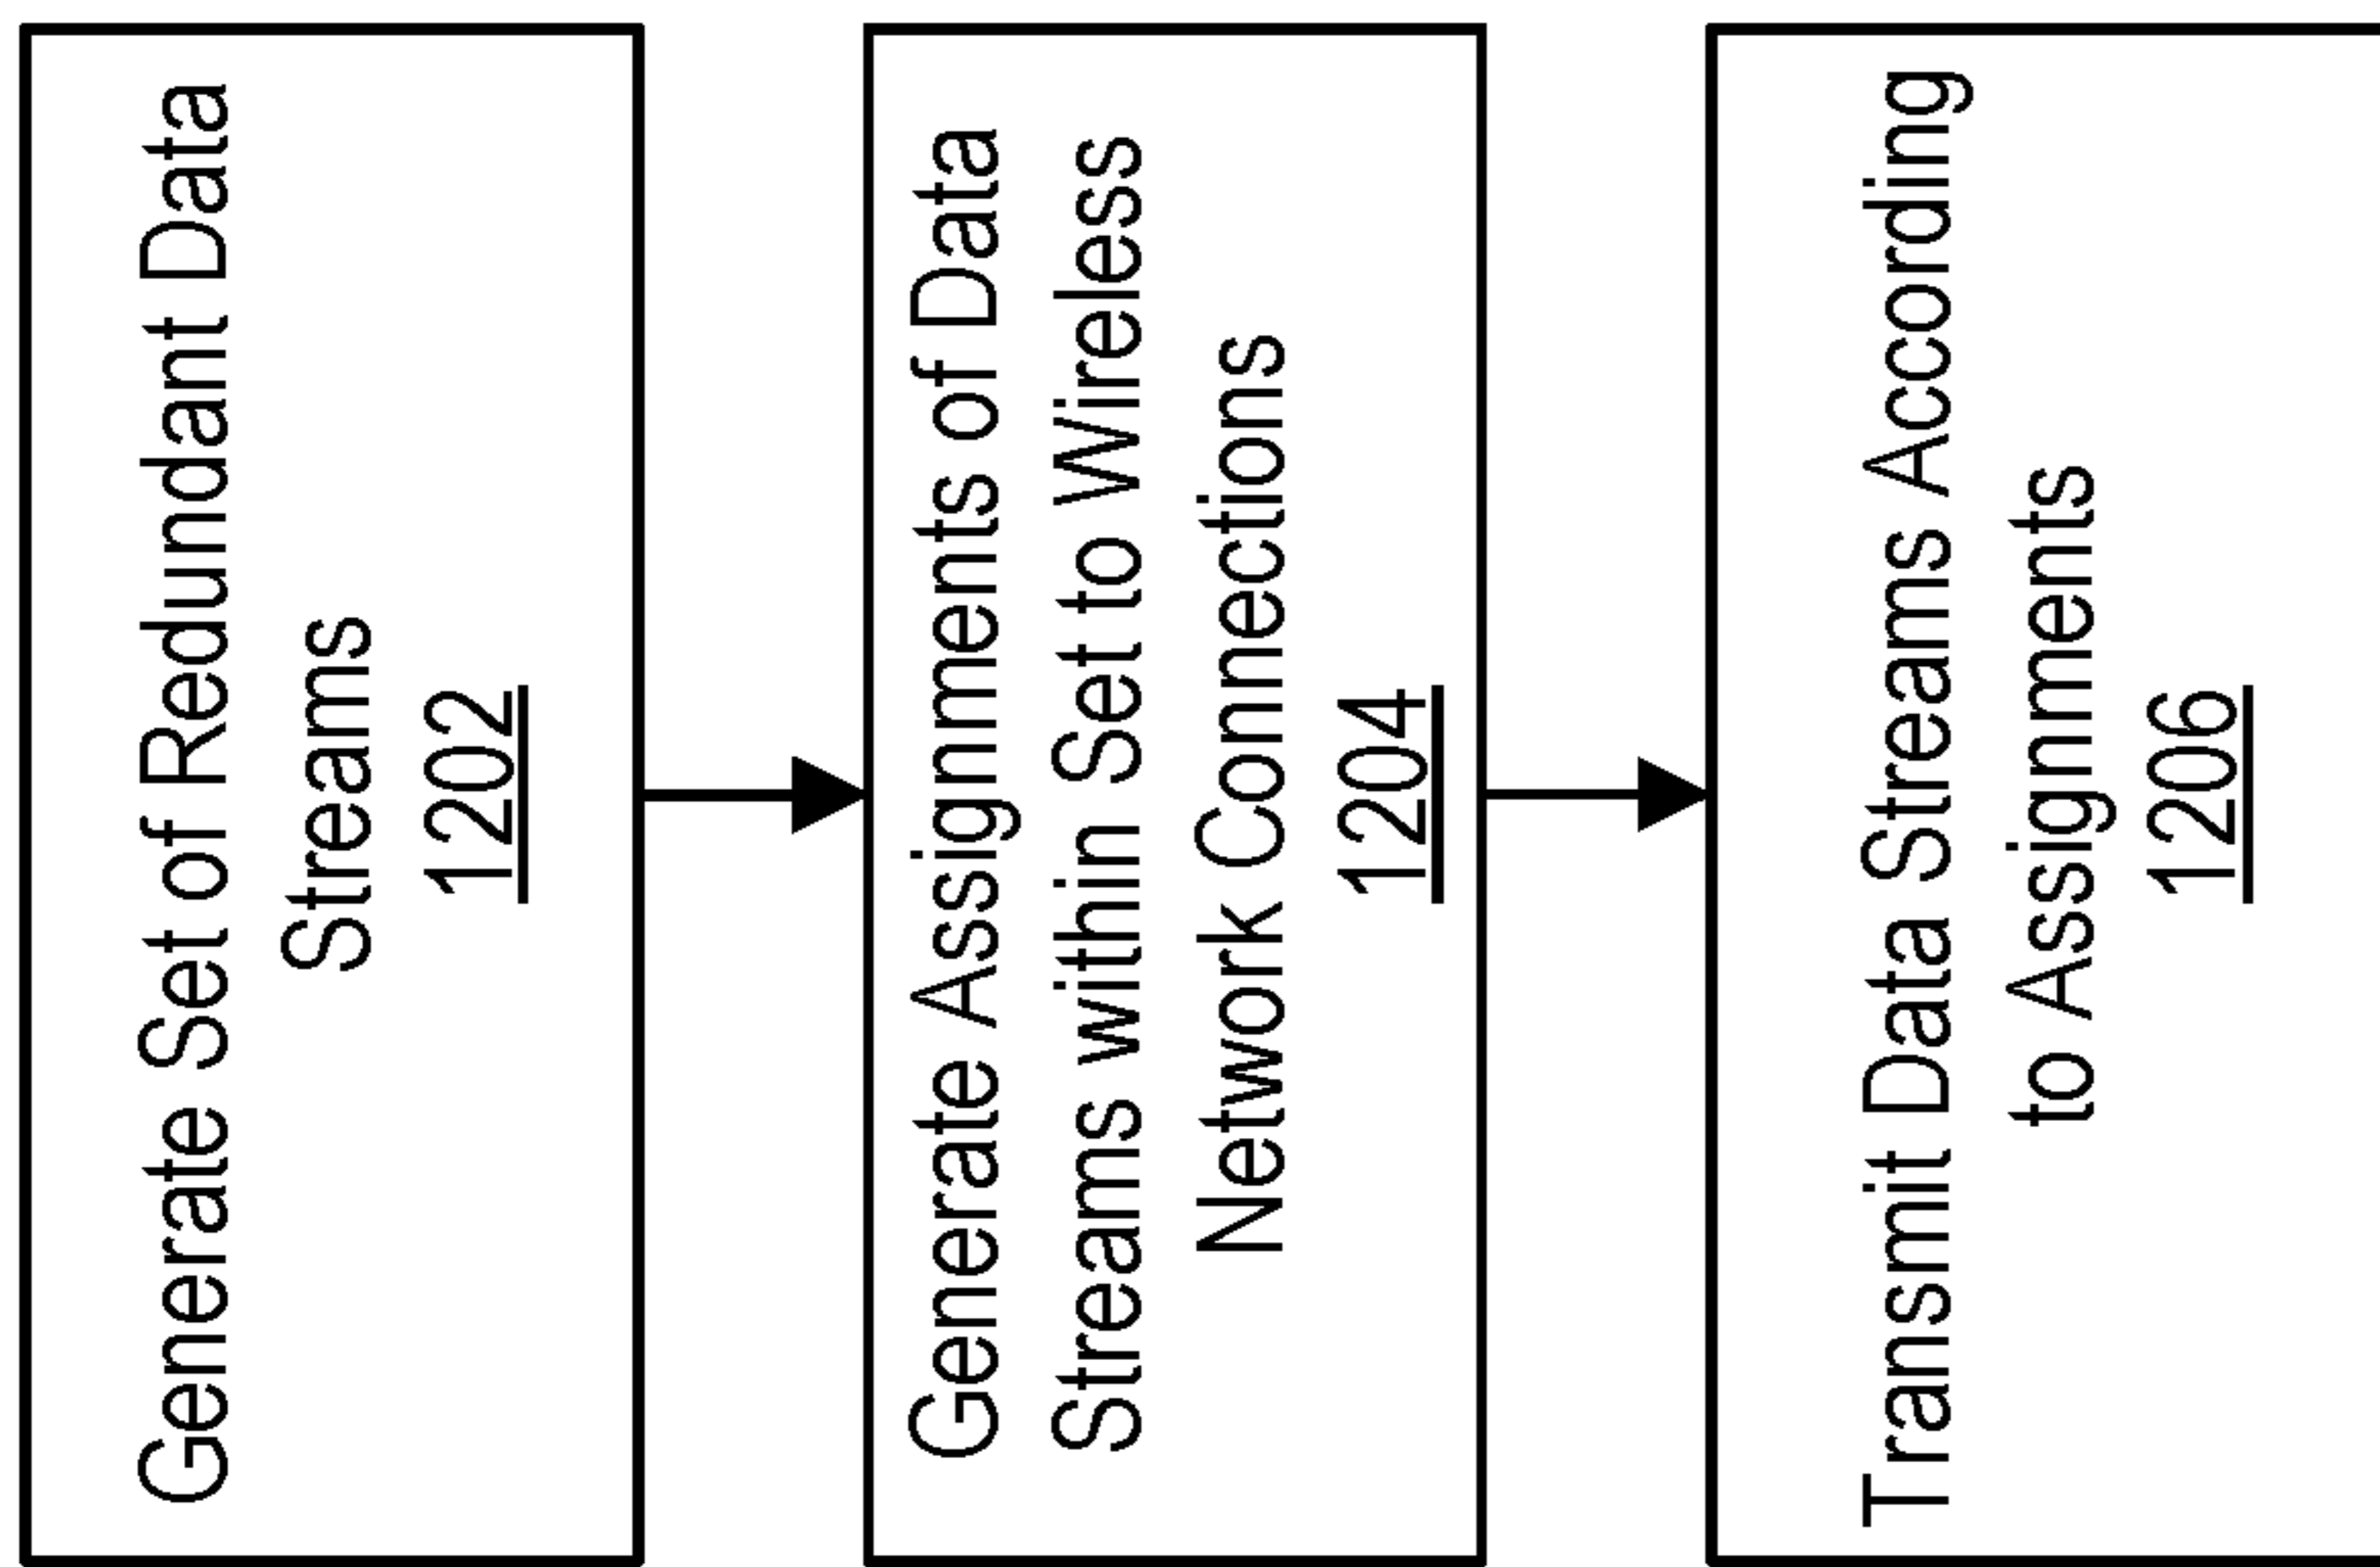 Generate Set of Redundant Data
Streams
1202
Generate Assignments of Data
Streams within Set to Wireless
Network Connections
1204
Transmit Data Streams According
to Assignments
1206